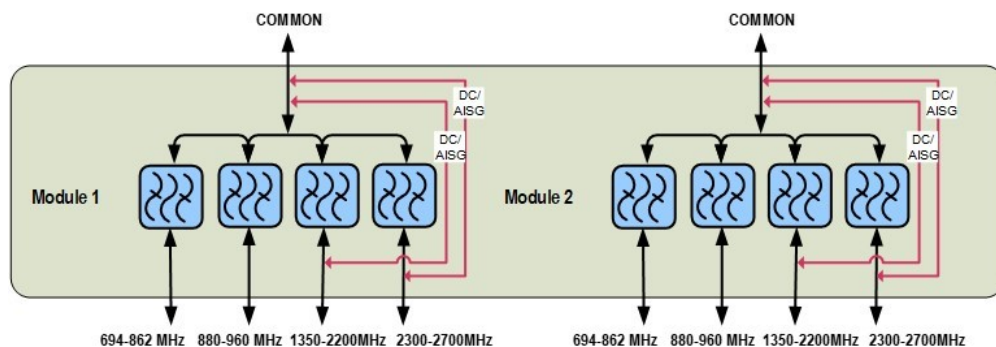 COMMON
COMMON
DC/
AISG
DC/
AISG
DC/
AISG
DC/
AISG
Module 1
Module 2
694-862 MHz 880-960 MHz 1350-2200MHz 2300-2700MHz
694-862 MHz 880-960 MHz 1350-2200MHz 2300-2700MHz